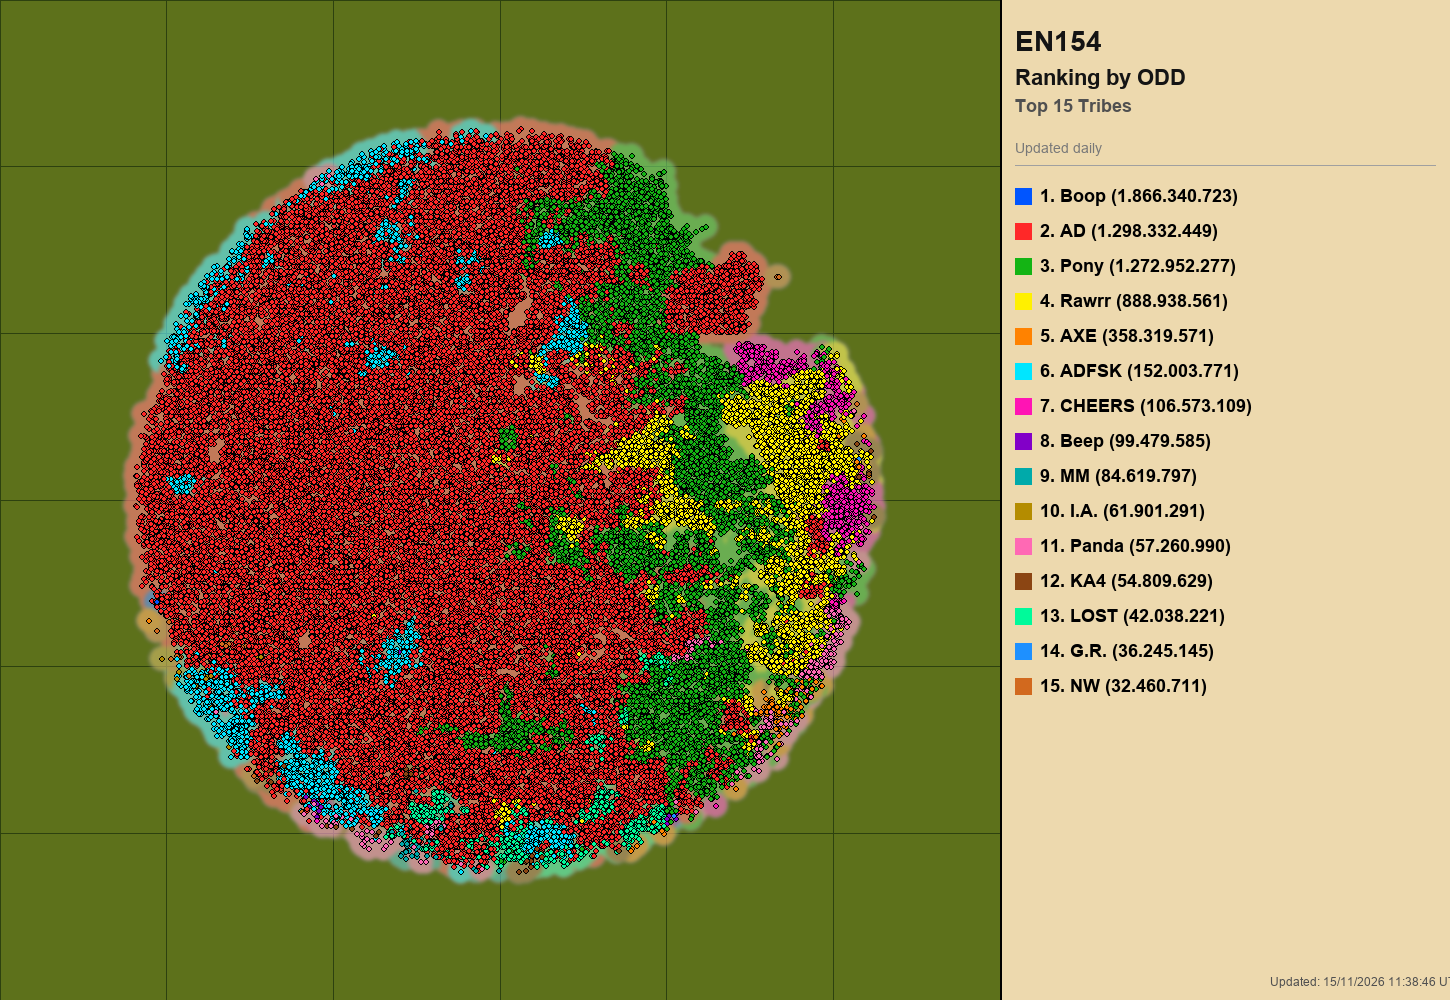 EN154
Ranking by ODD
Top 15 Tribes
Updated daily
1. Boop (1.866.340.723)
2. AD (1.298.332.449)
3. Pony (1.272.952.277)
4. Rawrr (888.938.561)
5. AXE (358.319.571)
6. ADFSK (152.003.771)
7. CHEERS (106.573.109)
8. Beep (99.479.585)
9. MM (84.619.797)
10. I.A. (61.901.291)
11. Panda (57.260.990)
12. KA4 (54.809.629)
13. LOST (42.038.221)
14. G.R. (36.245.145)
15. NW (32.460.711)
Updated: 15/11/2026 11:38:46